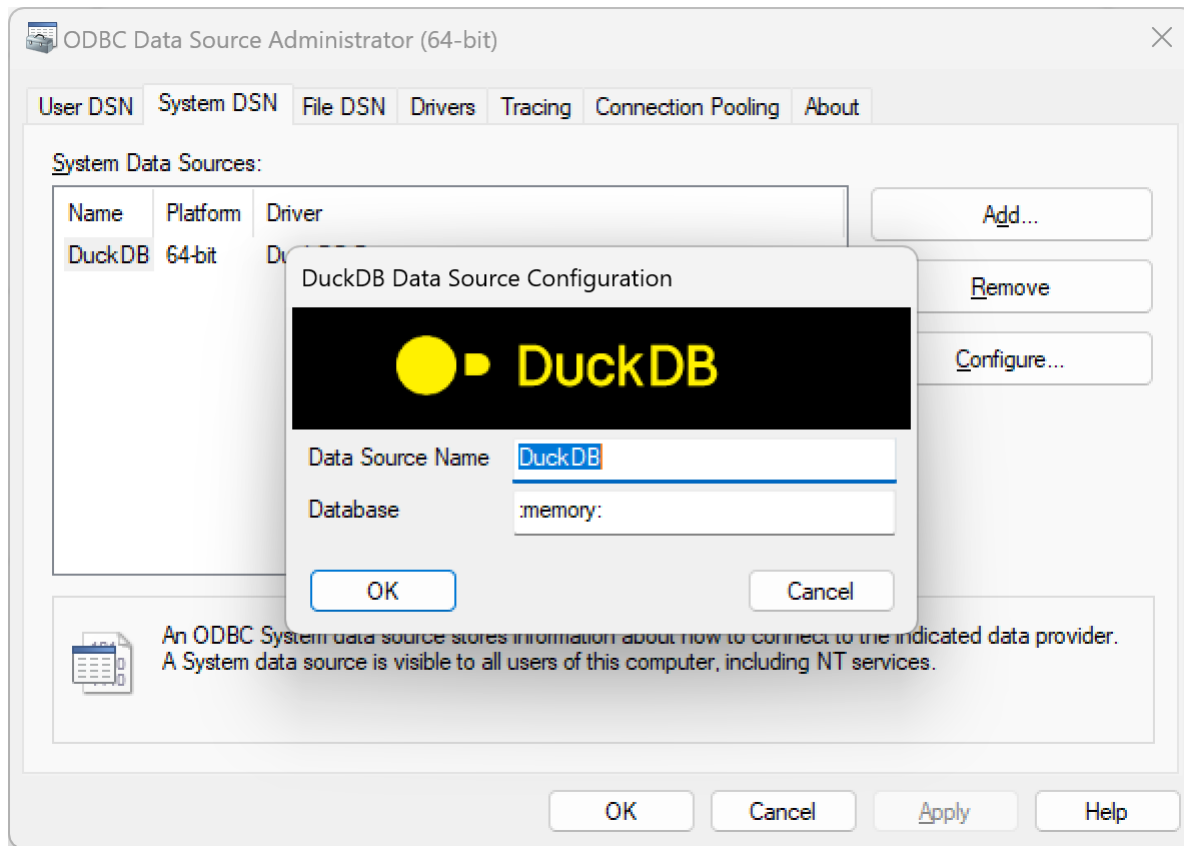 ODBC Data Source Administrator (64-bit)
User DSN System DSN File DSN Drivers Tracing Connection Pooling About
System Data Sources:
Name Platform Driver
DuckDB 64-bit
Add...
Remove
Configure...
DuckDB Data Source Configuration
DuckDB
Data Source Name DuckDB
Database :memory:
OK Cancel
An ODBC System data source stores information about how to connect to the indicated data provider.
A System data source is visible to all users of this computer, including NT services.
OK Cancel Apply Help